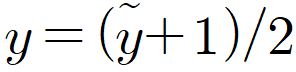 y = (ỹ + 1)/2